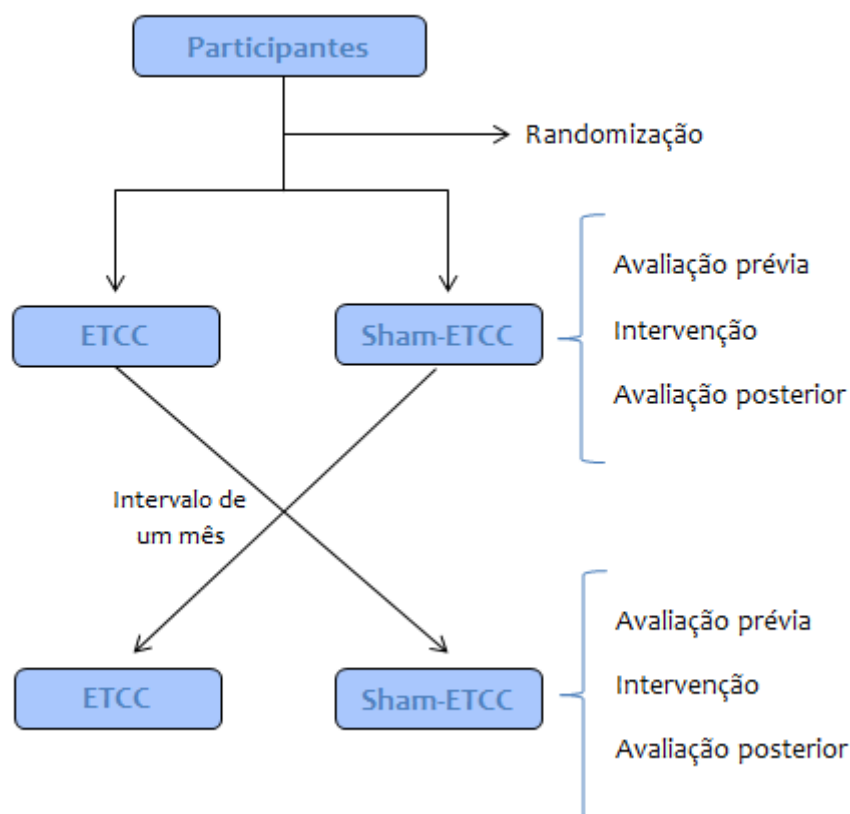 Participantes
Randomização
ETCC
Sham-ETCC
Avaliação prévia
Intervenção
Avaliação posterior
Intervalo de
um mês
ETCC
Sham-ETCC
Avaliação prévia
Intervenção
Avaliação posterior